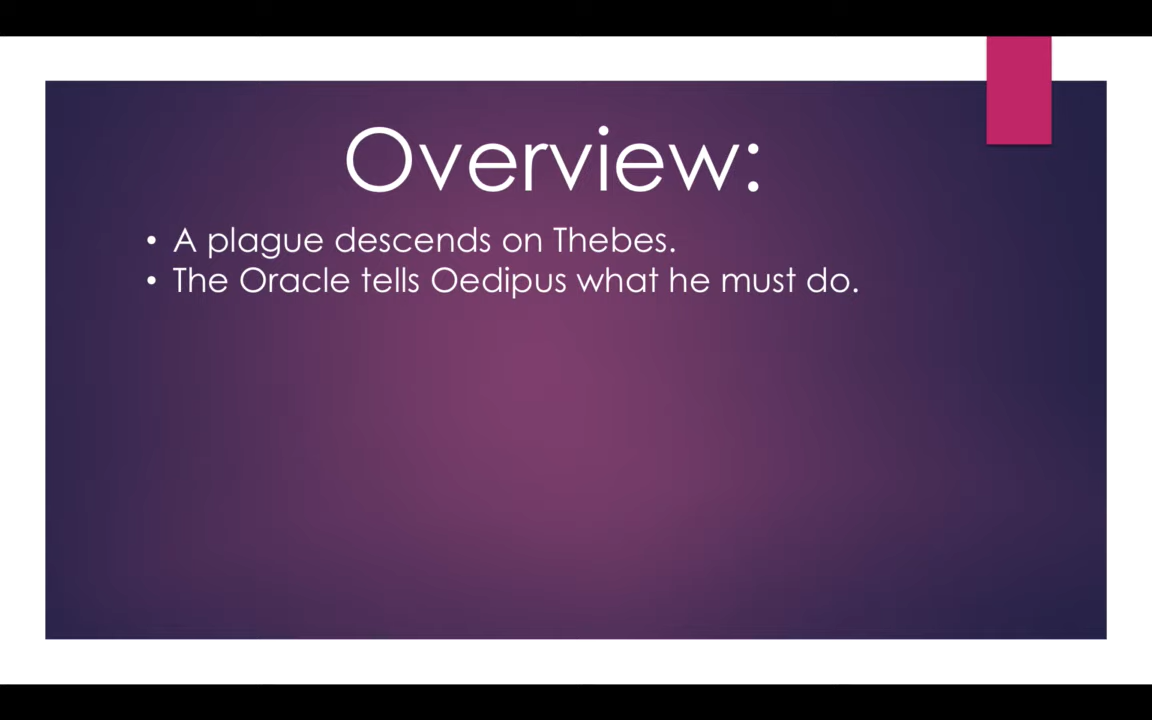 Overview:
• A plague descends on Thebes.
• The Oracle tells Oedipus what he must do.